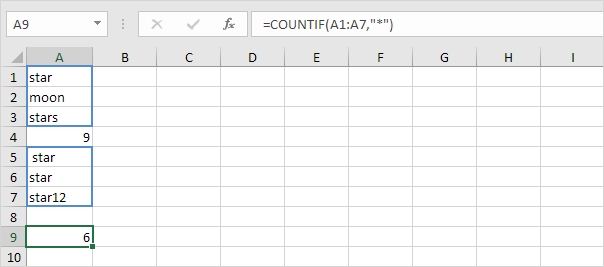 A9 fx =COUNTIF(A1:A7,"*")
A B C D E F G H I
1 star
2 moon
3 stars
4 9
5 star
6 star
7 star12
8
9 6
10